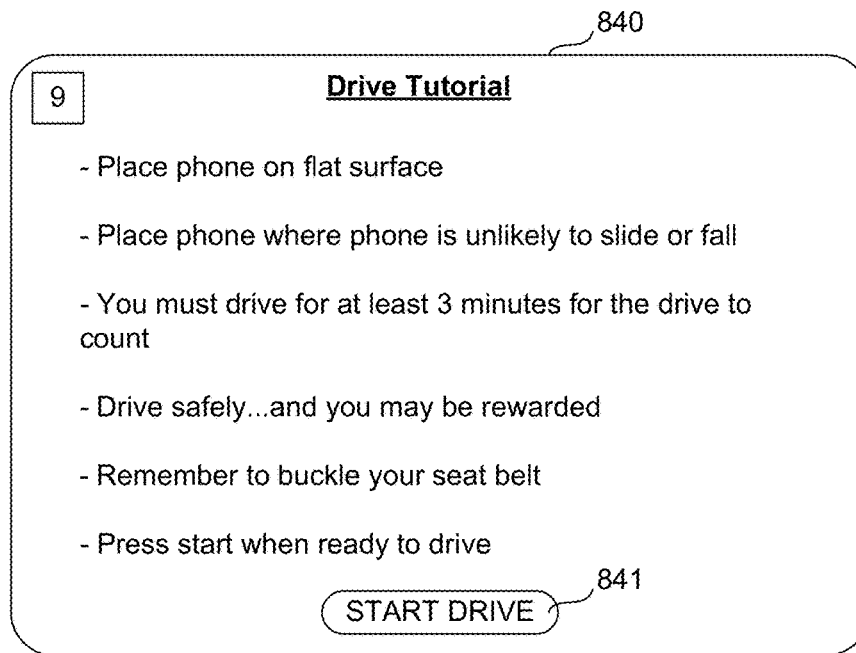 840
9
Drive Tutorial
- Place phone on flat surface
- Place phone where phone is unlikely to slide or fall
- You must drive for at least 3 minutes for the drive to
count
- Drive safely...and you may be rewarded
- Remember to buckle your seat belt
- Press start when ready to drive
841
START DRIVE